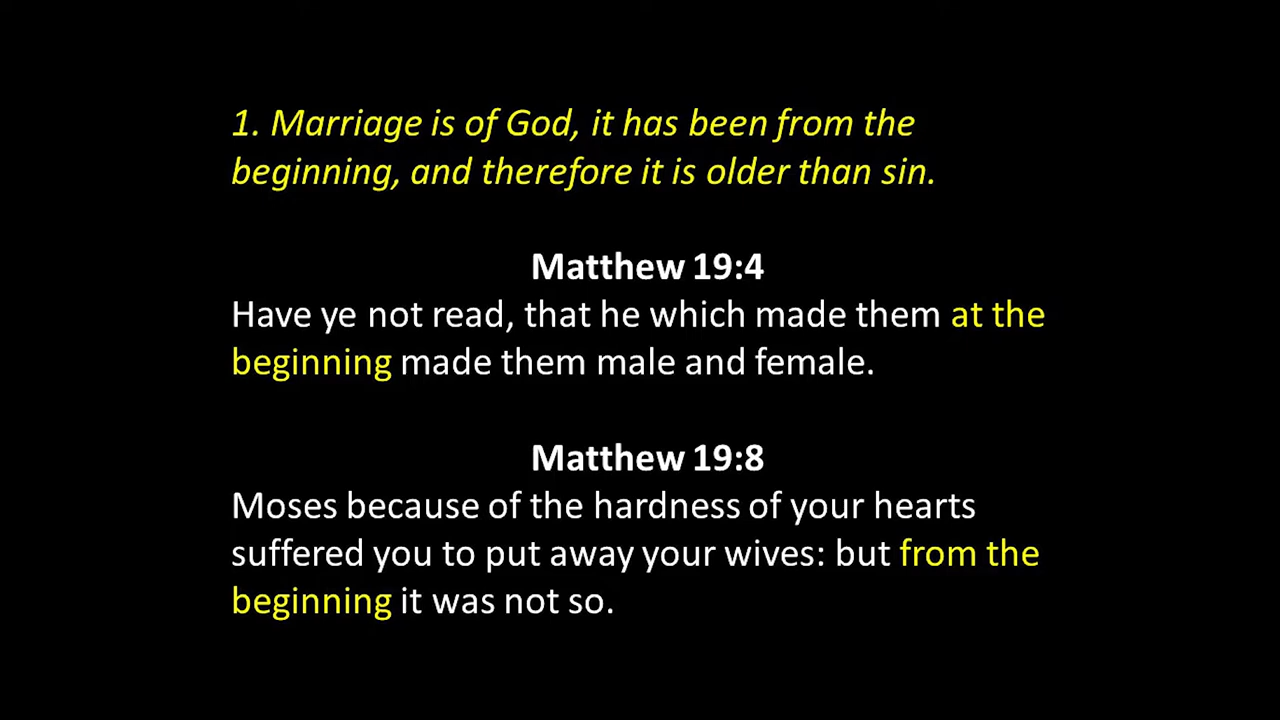 1. Marriage is of God, it has been from the
beginning, and therefore it is older than sin.
Matthew 19:4
Have ye not read, that he which made them at the
beginning made them male and female.
Matthew 19:8
Moses because of the hardness of your hearts
suffered you to put away your wives: but from the
beginning it was not so.